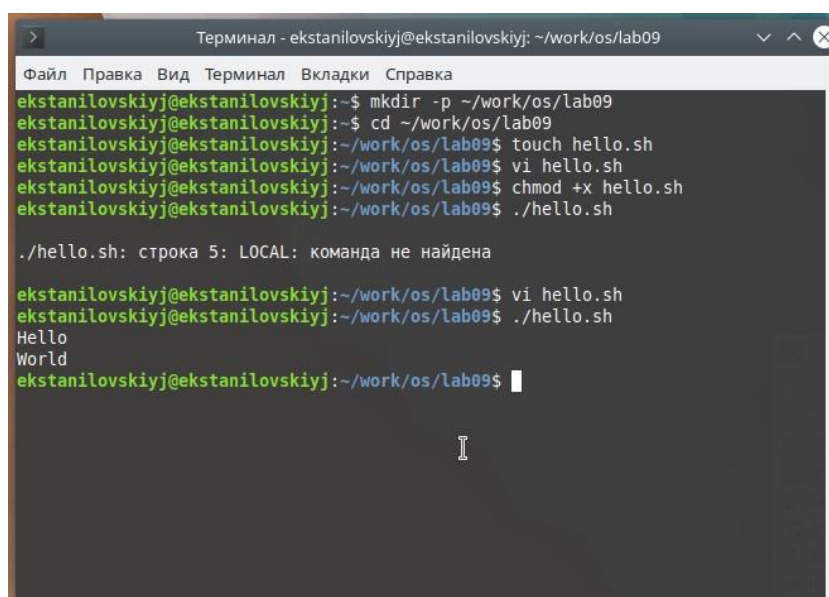 Терминал - ekstanilovskiyj@ekstanilovskiyj: ~/work/os/lab09
Файл Правка Вид Терминал Вкладки Справка
ekstanilovskiyj@ekstanilovskiyj:~$ mkdir -p ~/work/os/lab09
ekstanilovskiyj@ekstanilovskiyj:~$ cd ~/work/os/lab09
ekstanilovskiyj@ekstanilovskiyj:~/work/os/lab09$ touch hello.sh
ekstanilovskiyj@ekstanilovskiyj:~/work/os/lab09$ vi hello.sh
ekstanilovskiyj@ekstanilovskiyj:~/work/os/lab09$ chmod +x hello.sh
ekstanilovskiyj@ekstanilovskiyj:~/work/os/lab09$ ./hello.sh
./hello.sh: строка 5: LOCAL: команда не найдена
ekstanilovskiyj@ekstanilovskiyj:~/work/os/lab09$ vi hello.sh
ekstanilovskiyj@ekstanilovskiyj:~/work/os/lab09$ ./hello.sh
Hello
World
ekstanilovskiyj@ekstanilovskiyj:~/work/os/lab09$